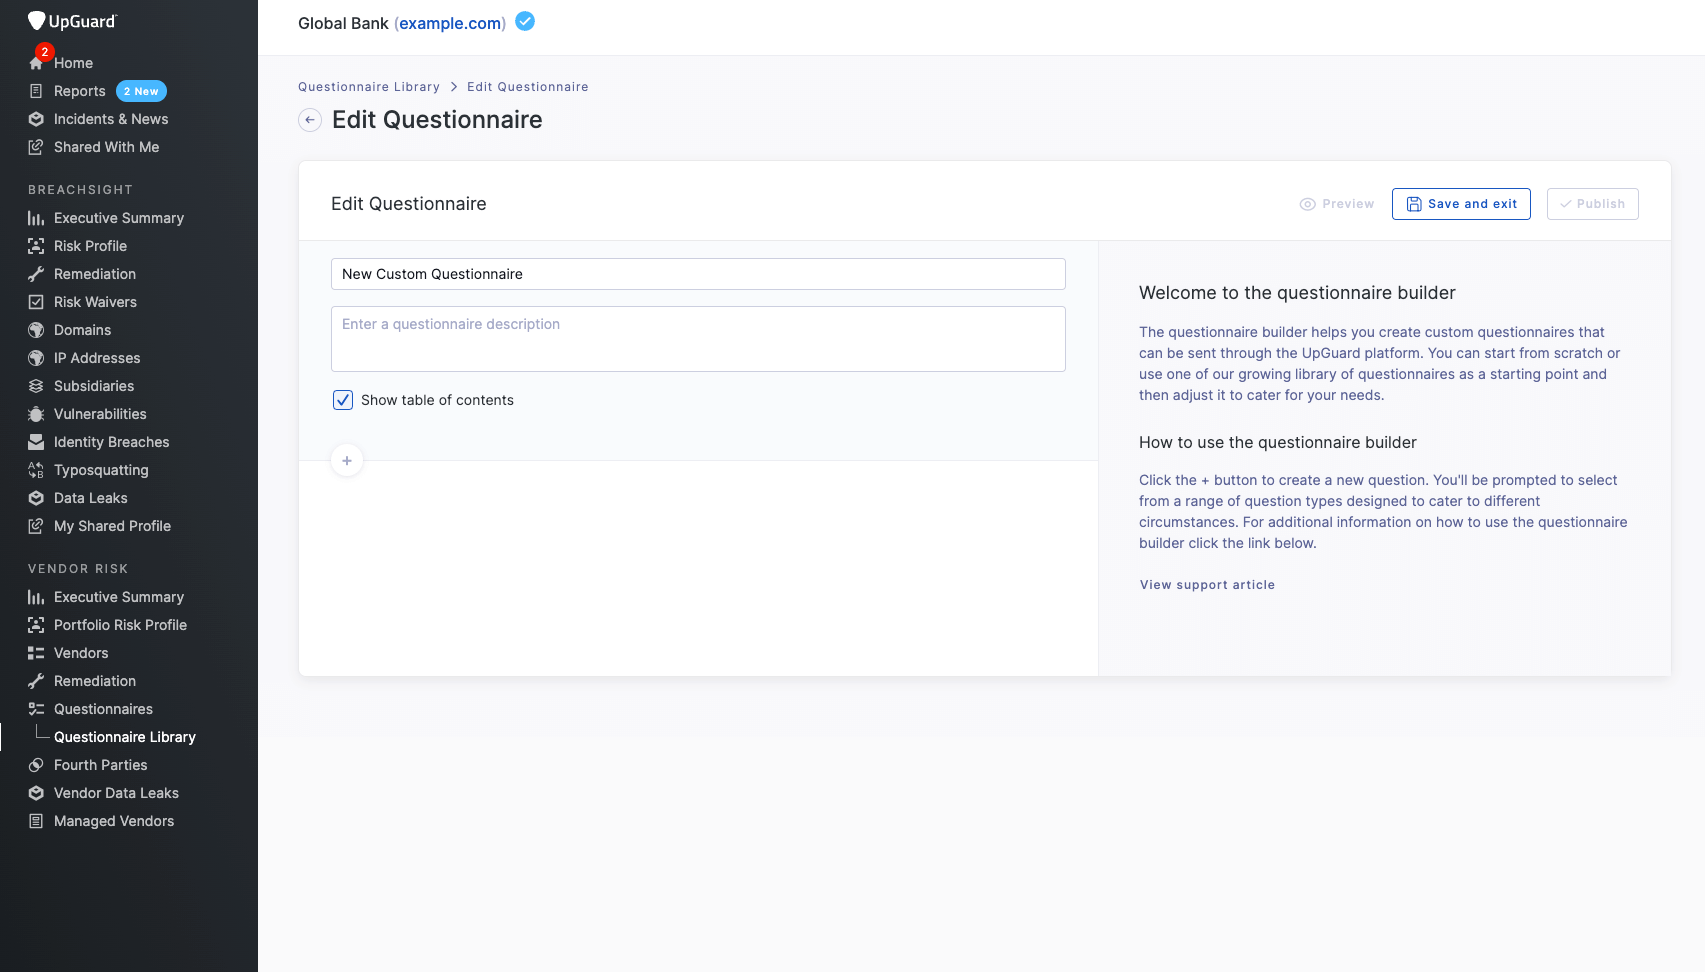 UpGuard
2
Home
Reports 2 New
Incidents & News
Shared With Me
BREACHSIGHT
Executive Summary
Risk Profile
Remediation
Risk Waivers
Domains
IP Addresses
Subsidiaries
Vulnerabilities
Identity Breaches
Typosquatting
Data Leaks
My Shared Profile
VENDOR RISK
Executive Summary
Portfolio Risk Profile
Vendors
Remediation
Questionnaires
Questionnaire Library
Fourth Parties
Vendor Data Leaks
Managed Vendors
Global Bank (example.com)
Questionnaire Library > Edit Questionnaire
Edit Questionnaire
Edit Questionnaire
Preview
Save and exit
Publish
New Custom Questionnaire
Enter a questionnaire description
Show table of contents
+
Welcome to the questionnaire builder
The questionnaire builder helps you create custom questionnaires that
can be sent through the UpGuard platform. You can start from scratch or
use one of our growing library of questionnaires as a starting point and
then adjust it to cater for your needs.
How to use the questionnaire builder
Click the + button to create a new question. You'll be prompted to select
from a range of question types designed to cater to different
circumstances. For additional information on how to use the questionnaire
builder click the link below.
View support article